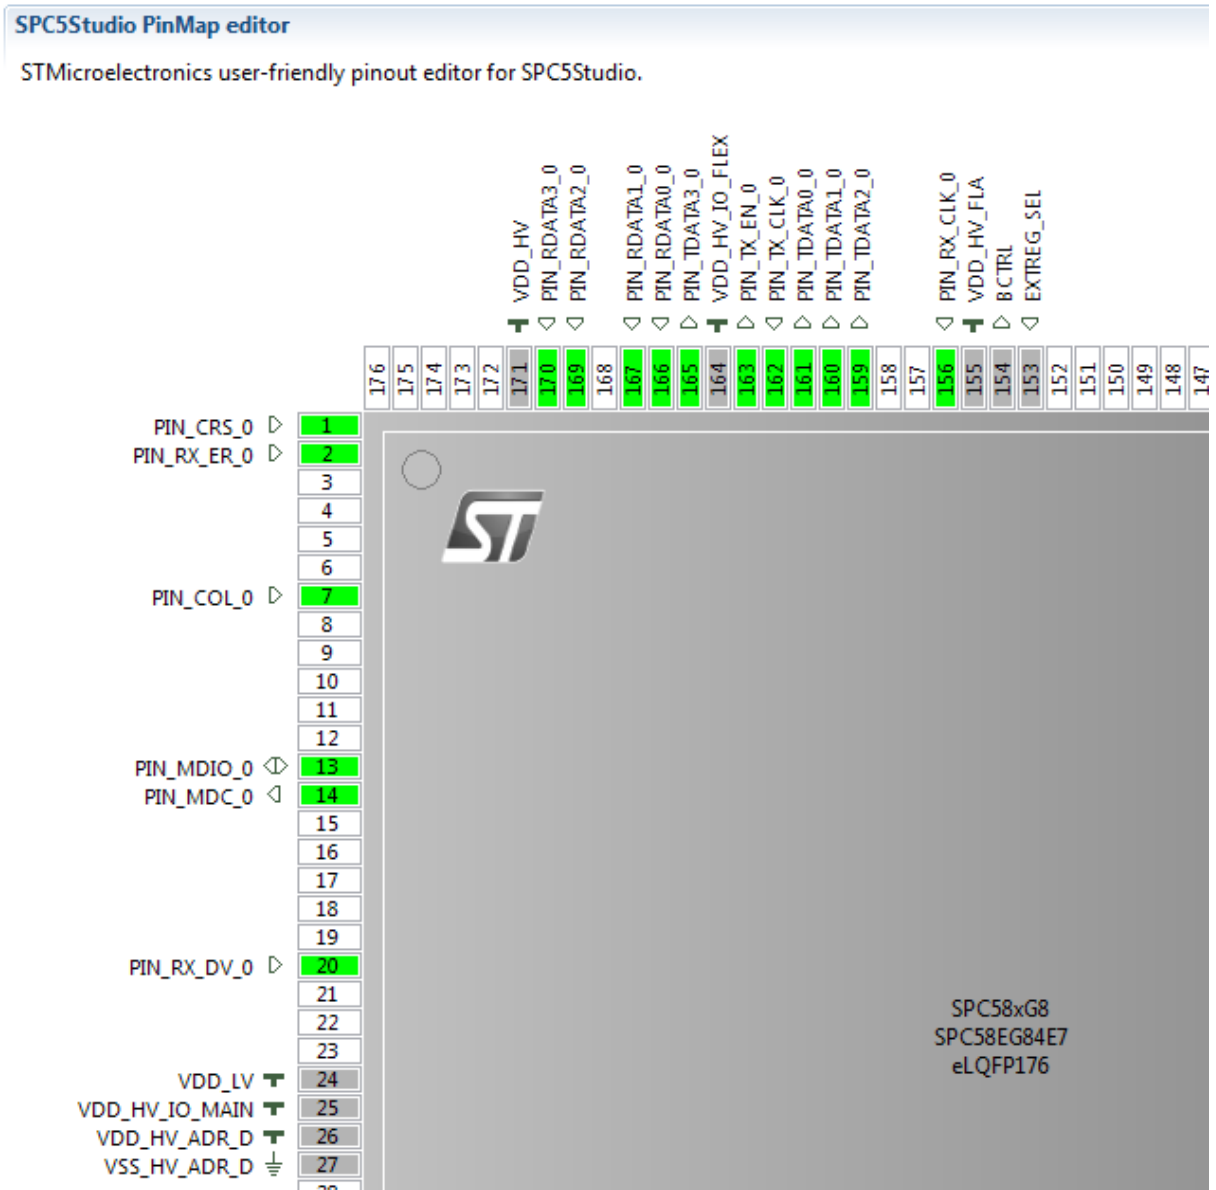 SPC5Studio PinMap editor
STMicroelectronics user-friendly pinout editor for SPC5Studio.
VDD_HV
PIN_RDATA3_0
PIN_RDATA2_0
PIN_RDATA1_0
PIN_RDATA0_0
PIN_TDATA3_0
VDD_HV_IO_FLEX
PIN_TX_EN_0
PIN_TX_CLK_0
PIN_TDATA0_0
PIN_TDATA1_0
PIN_TDATA2_0
PIN_RX_CLK_0
VDD_HV_FLA
BCTRL
EXTREG_SEL
176
175
174
173
172
171
170
169
168
167
166
165
164
163
162
161
160
159
158
157
156
155
154
153
152
151
150
149
148
147
PIN_CRS_0 1
PIN_RX_ER_0 2
3
4
5
6
PIN_COL_0 7
8
9
10
11
12
PIN_MDIO_0 13
PIN_MDC_0 14
15
16
17
18
19
PIN_RX_DV_0 20
21
22
23
VDD_LV 24
VDD_HV_IO_MAIN 25
VDD_HV_ADR_D 26
VSS_HV_ADR_D 27
ST
SPC58xG8
SPC58EG84E7
eLQFP176